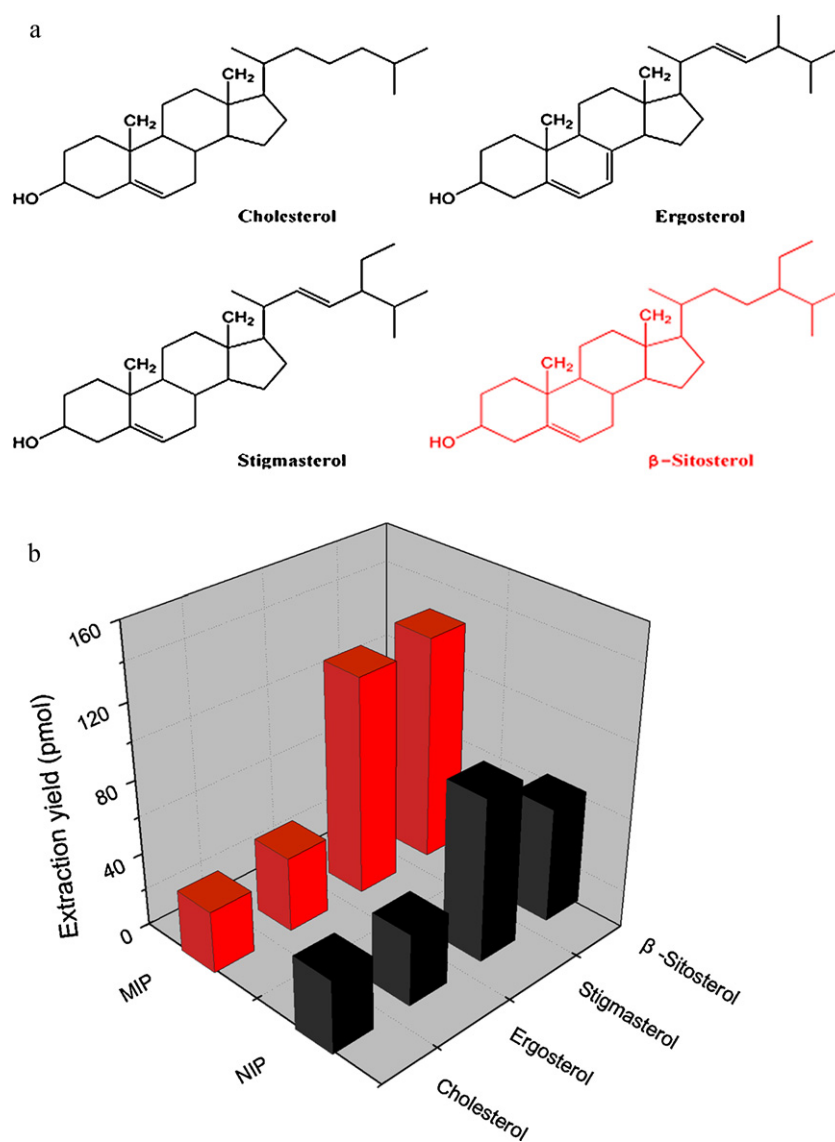 a
CH₂
CH₂
HO
Cholesterol
CH₂
CH₂
HO
Ergosterol
CH₂
CH₂
HO
Stigmasterol
CH₂
CH₂
HO
β-Sitosterol
b
Extraction yield (pmol)
160
120
80
40
0
MIP
NIP
Cholesterol
Ergosterol
Stigmasterol
β -Sitosterol